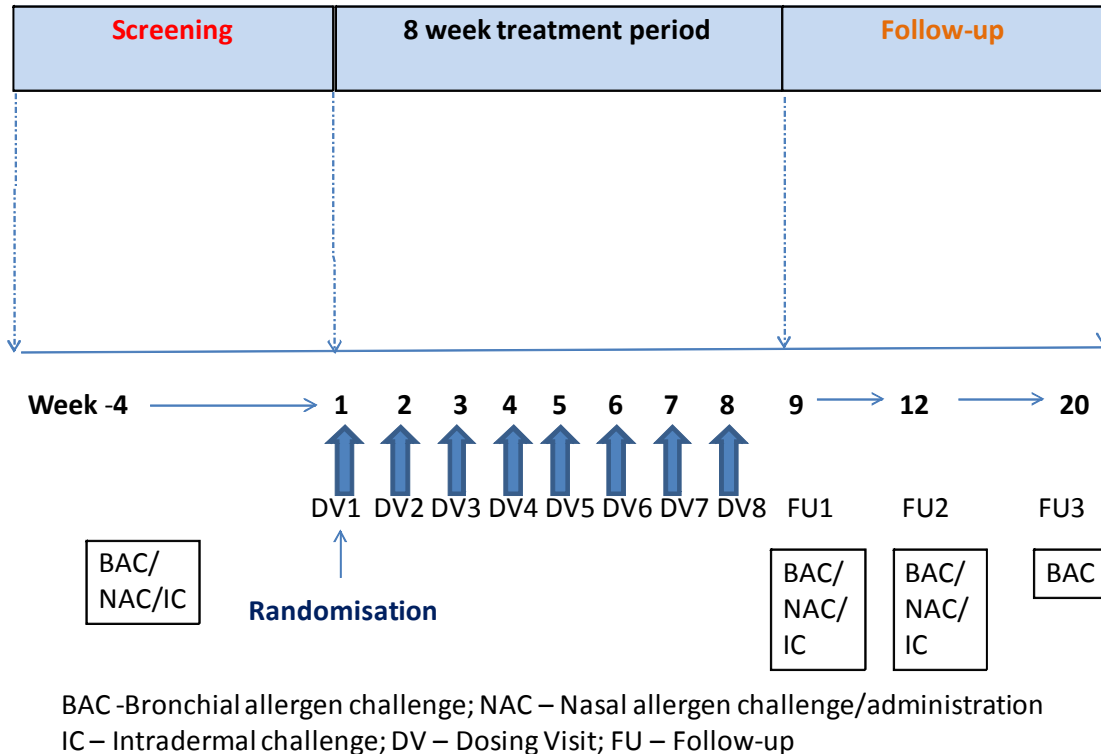 Screening 8 week treatment period Follow-up
Week -4 1 2 3 4 5 6 7 8 9 12 20
DV1 DV2 DV3 DV4 DV5 DV6 DV7 DV8 FU1 FU2 FU3
BAC/
NAC/IC
Randomisation
BAC/
NAC/
IC
BAC/
NAC/
IC
BAC
BAC -Bronchial allergen challenge; NAC – Nasal allergen challenge/administration
IC – Intradermal challenge; DV – Dosing Visit; FU – Follow-up